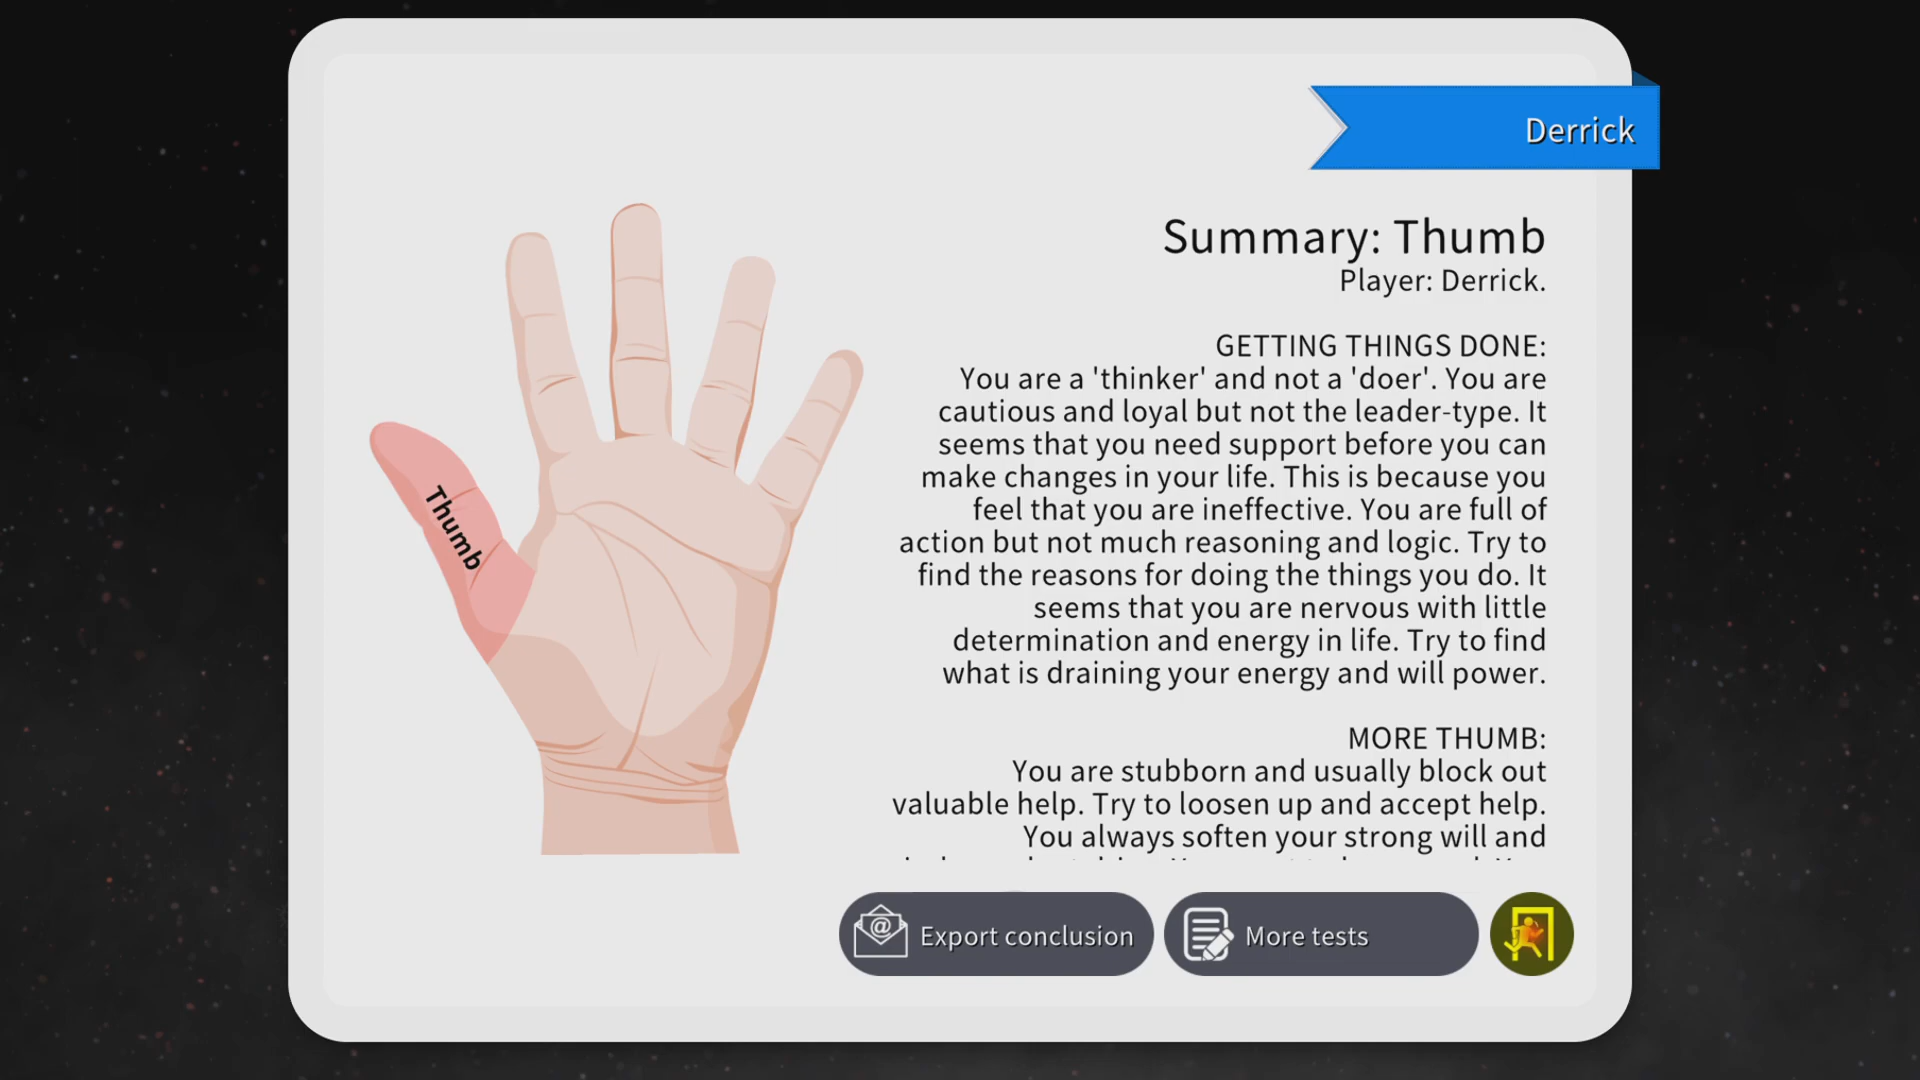 Derrick
Summary: Thumb
Player: Derrick.
GETTING THINGS DONE:
You are a 'thinker' and not a 'doer'. You are
cautious and loyal but not the leader-type. It
seems that you need support before you can
make changes in your life. This is because you
feel that you are ineffective. You are full of
action but not much reasoning and logic. Try to
find the reasons for doing the things you do. It
seems that you are nervous with little
determination and energy in life. Try to find
what is draining your energy and will power.
MORE THUMB:
You are stubborn and usually block out
valuable help. Try to loosen up and accept help.
You always soften your strong will and
Thumb
@ Export conclusion
More tests